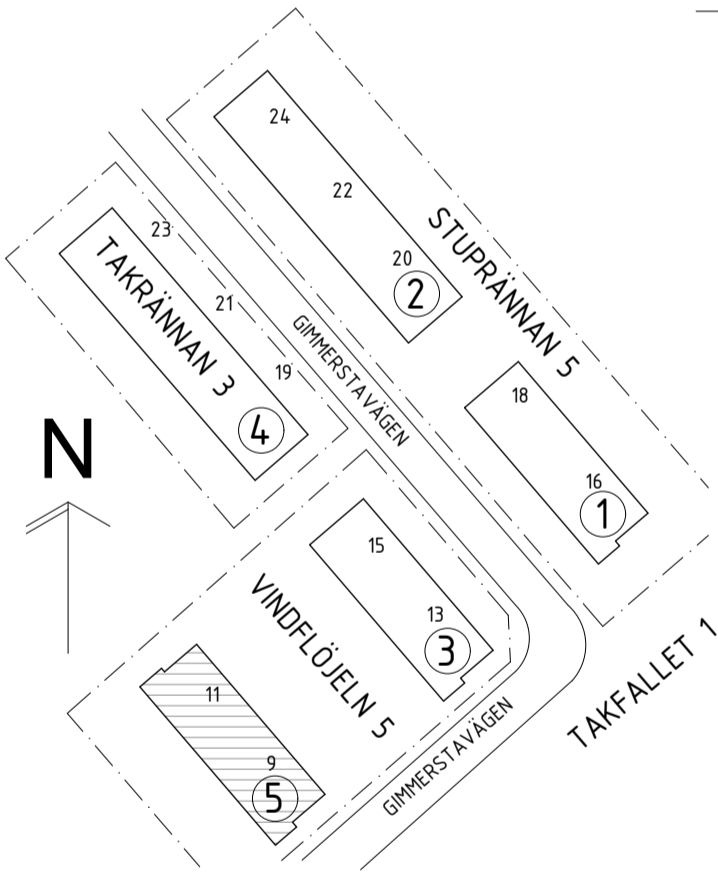 24
22
20
2
STUPRÄNNAN 5
23
21
19
TAKRÄNNAN 3
4
GIMMERSTAVÄGEN
18
16
1
N
15
13
3
VINDFLÖJELN 5
TAKFALLET 1
11
9
5
GIMMERSTAVÄGEN